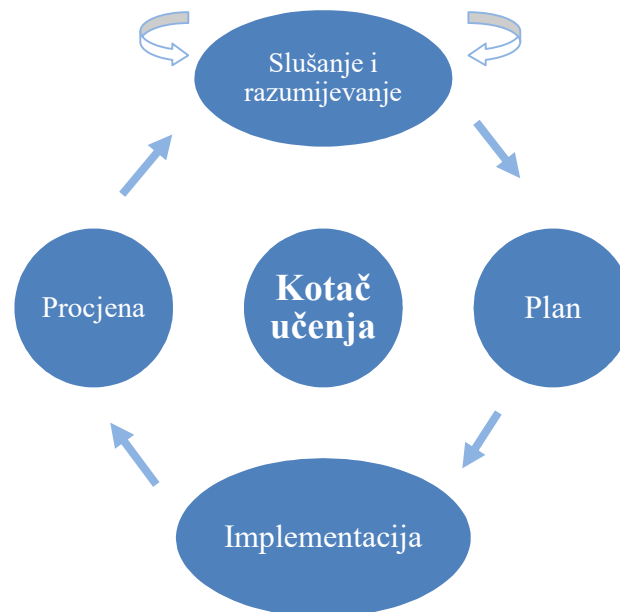 Slušanje i
razumijevanje
Procjena
Kotač
učenja
Plan
Implementacija